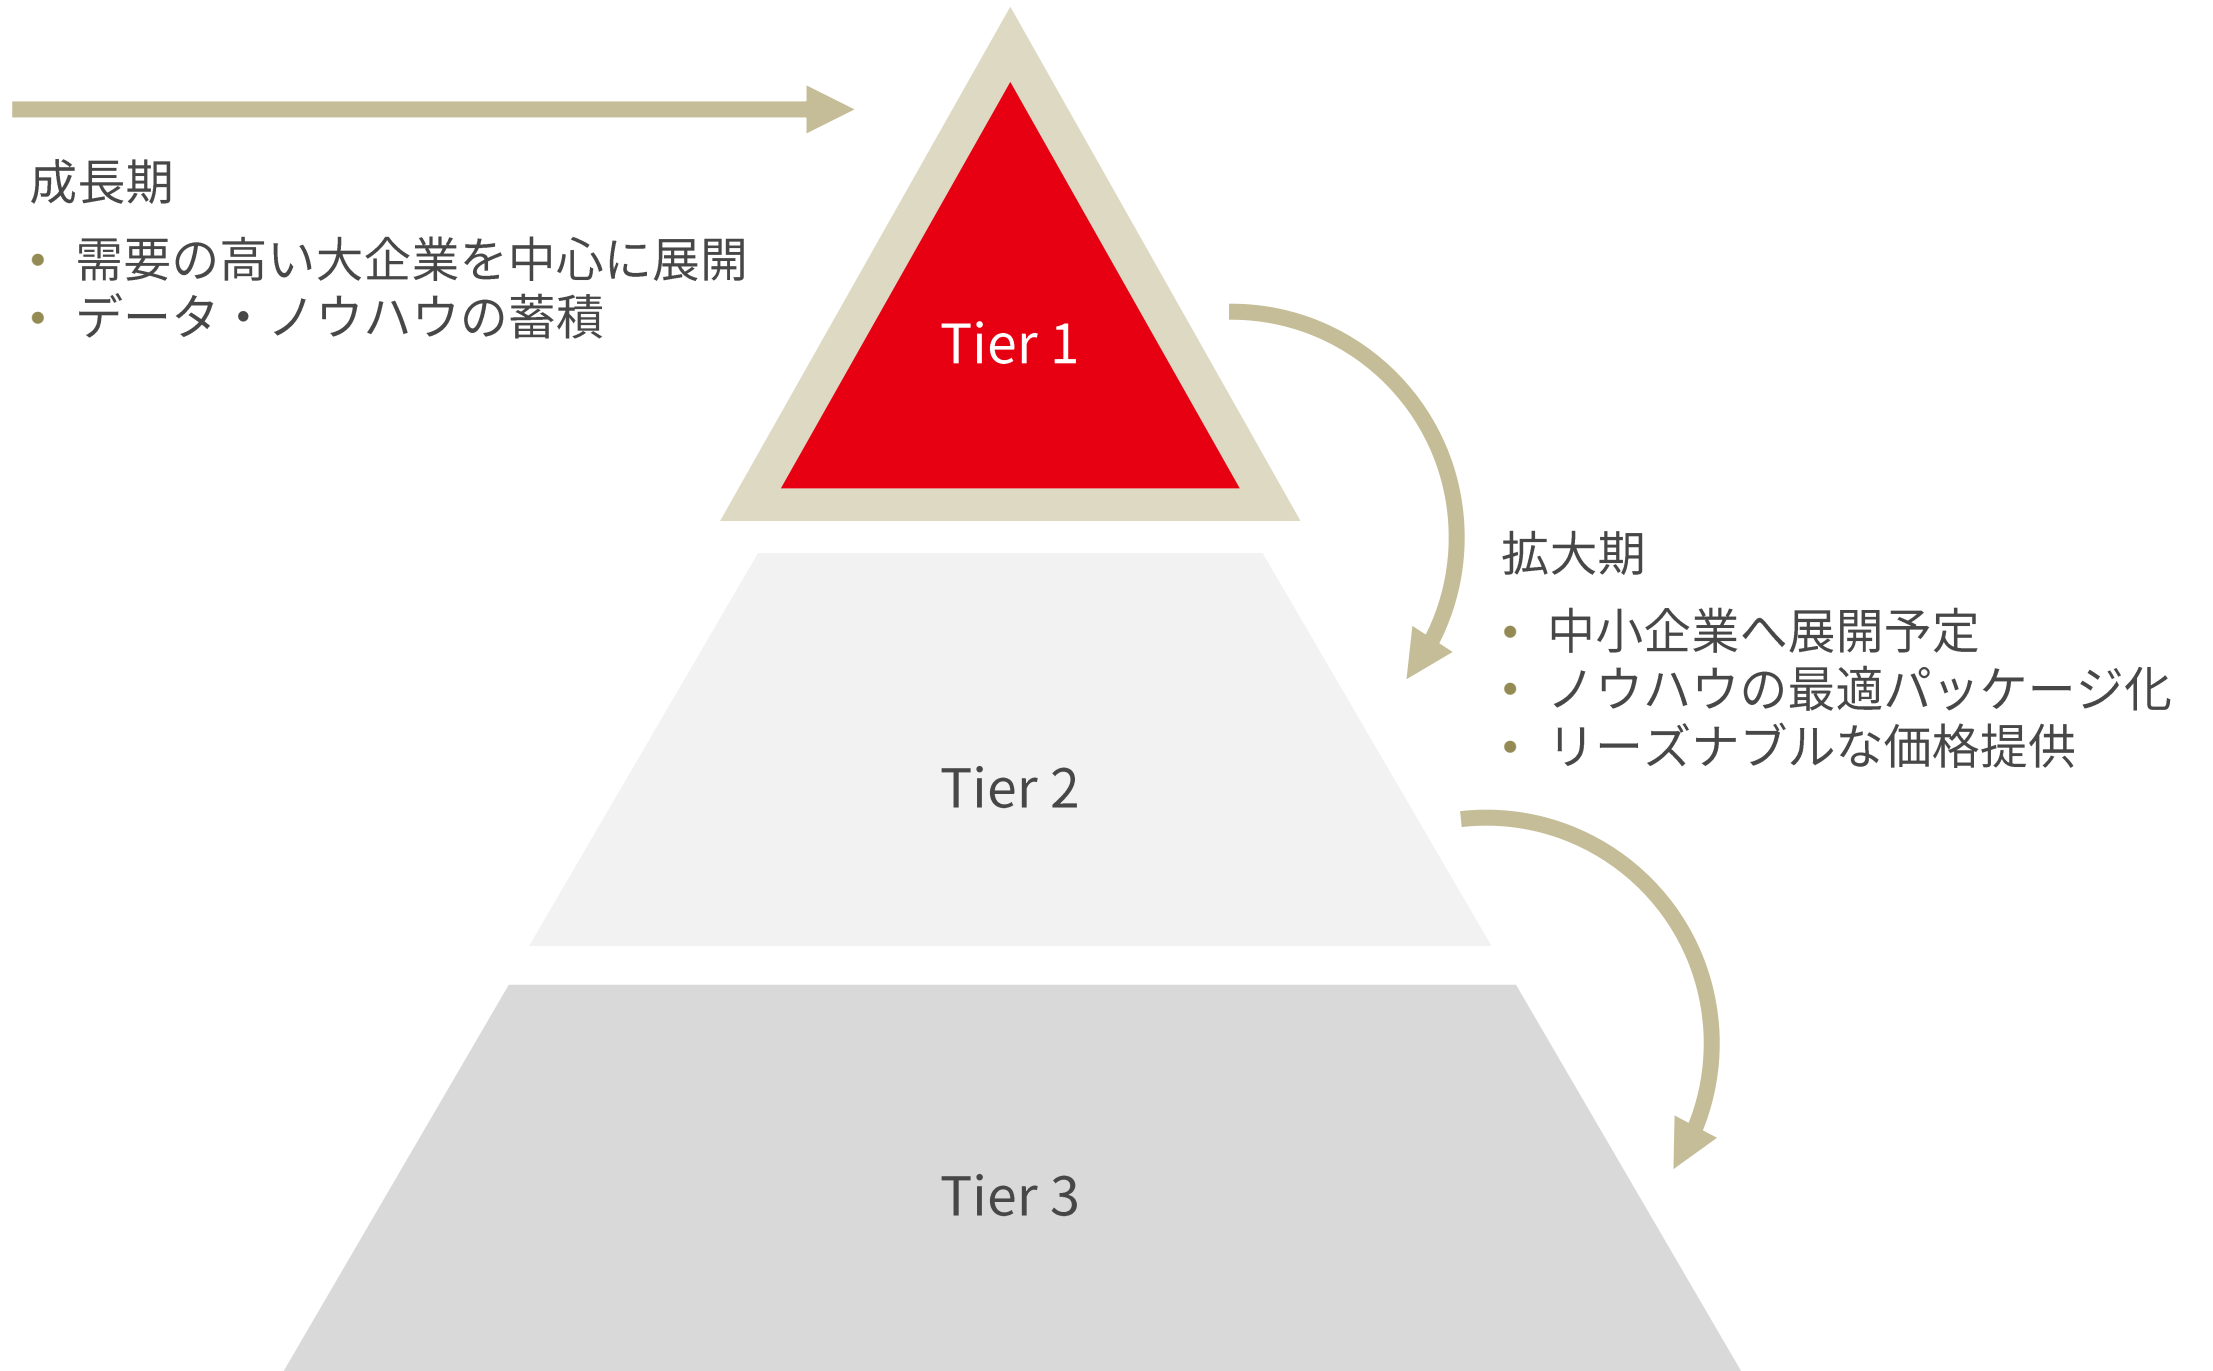 成長期
• 需要の高い大企業を中心に展開
• データ・ノウハウの蓄積
Tier 1
拡大期
• 中小企業へ展開予定
• ノウハウの最適パッケージ化
• リーズナブルな価格提供
Tier 2
Tier 3